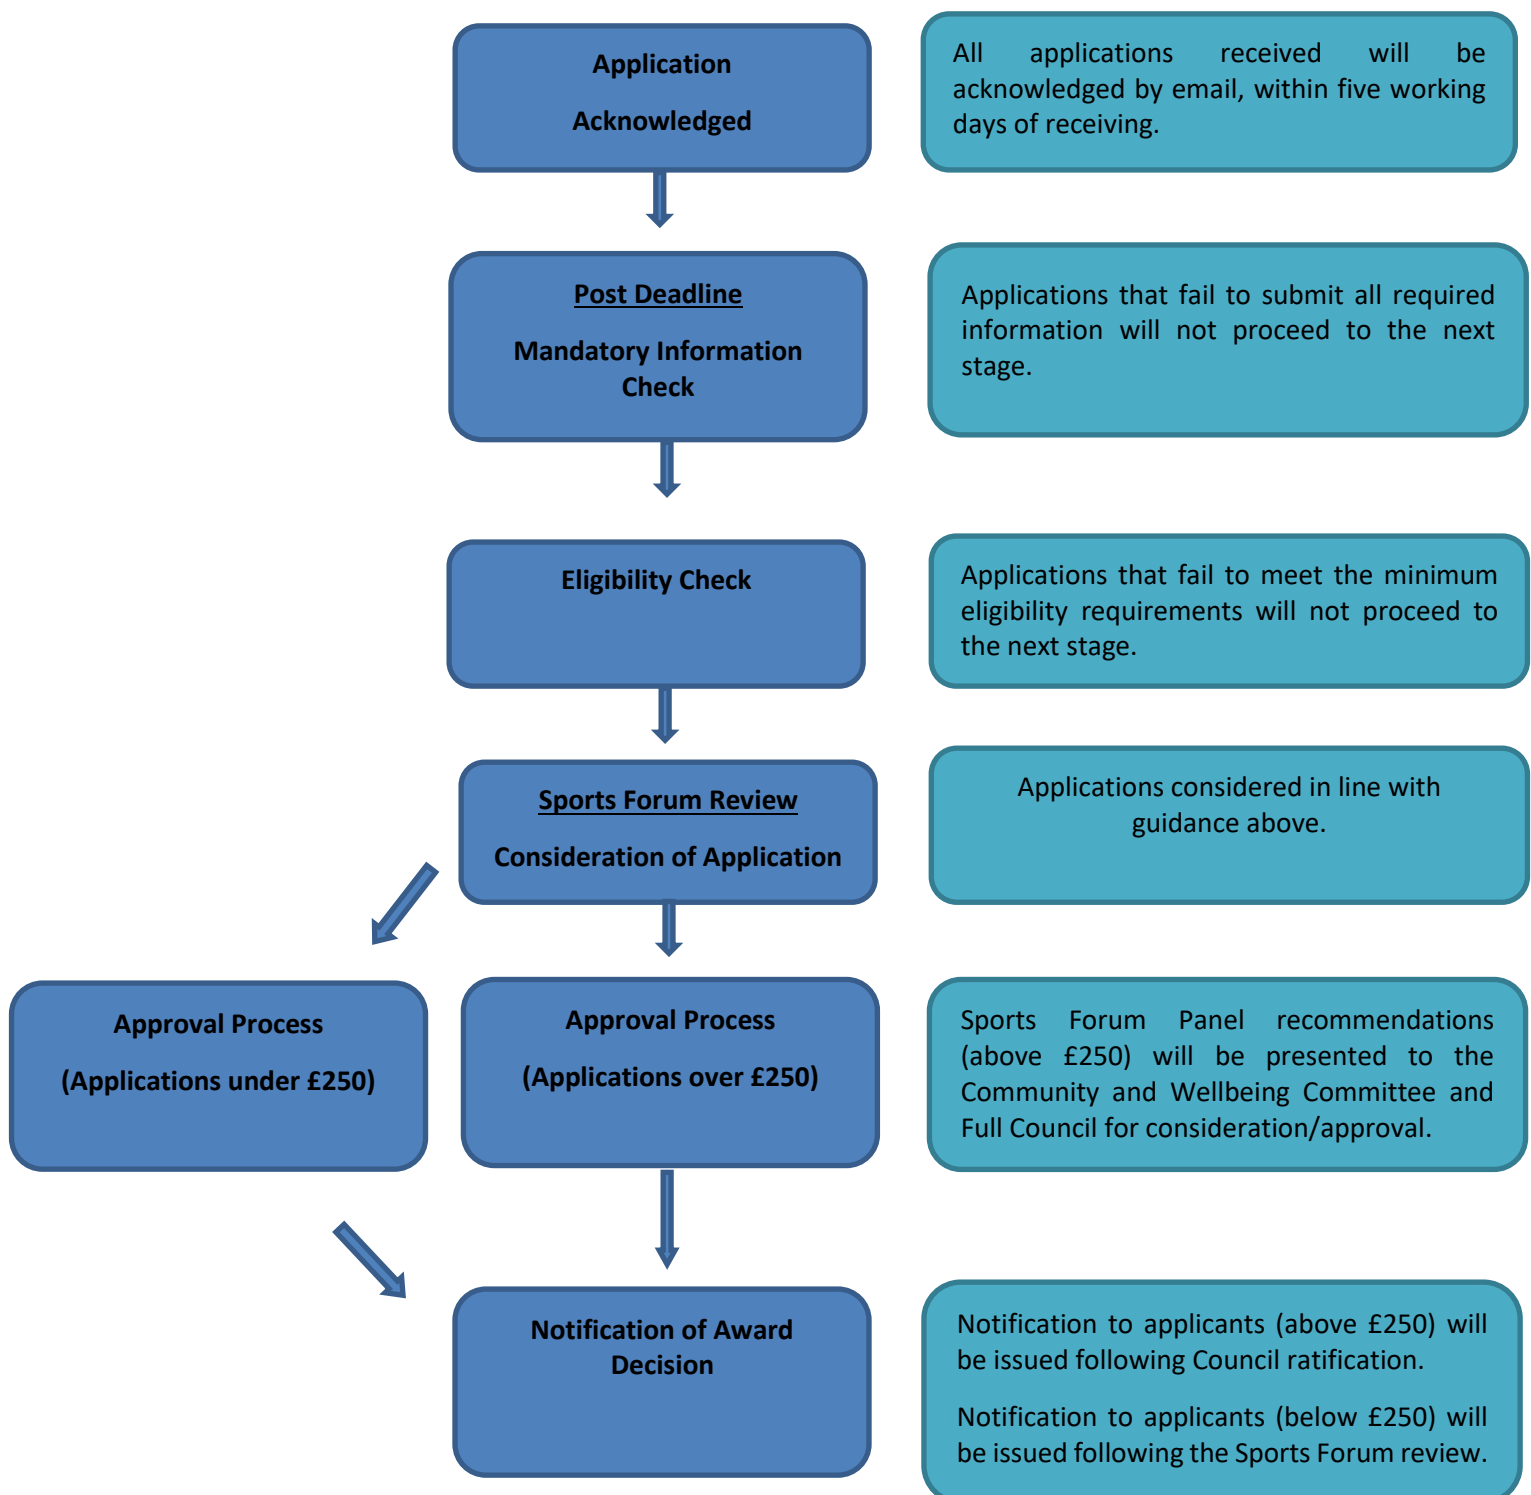 Application
Acknowledged
All applications received will be
acknowledged by email, within five working
days of receiving.
Post Deadline
Mandatory Information
Check
Applications that fail to submit all required
information will not proceed to the next
stage.
Eligibility Check
Applications that fail to meet the minimum
eligibility requirements will not proceed to
the next stage.
Sports Forum Review
Consideration of Application
Applications considered in line with
guidance above.
Approval Process
(Applications under £250)
Approval Process
(Applications over £250)
Sports Forum Panel recommendations
(above £250) will be presented to the
Community and Wellbeing Committee and
Full Council for consideration/approval.
Notification of Award
Decision
Notification to applicants (above £250) will
be issued following Council ratification.
Notification to applicants (below £250) will
be issued following the Sports Forum review.